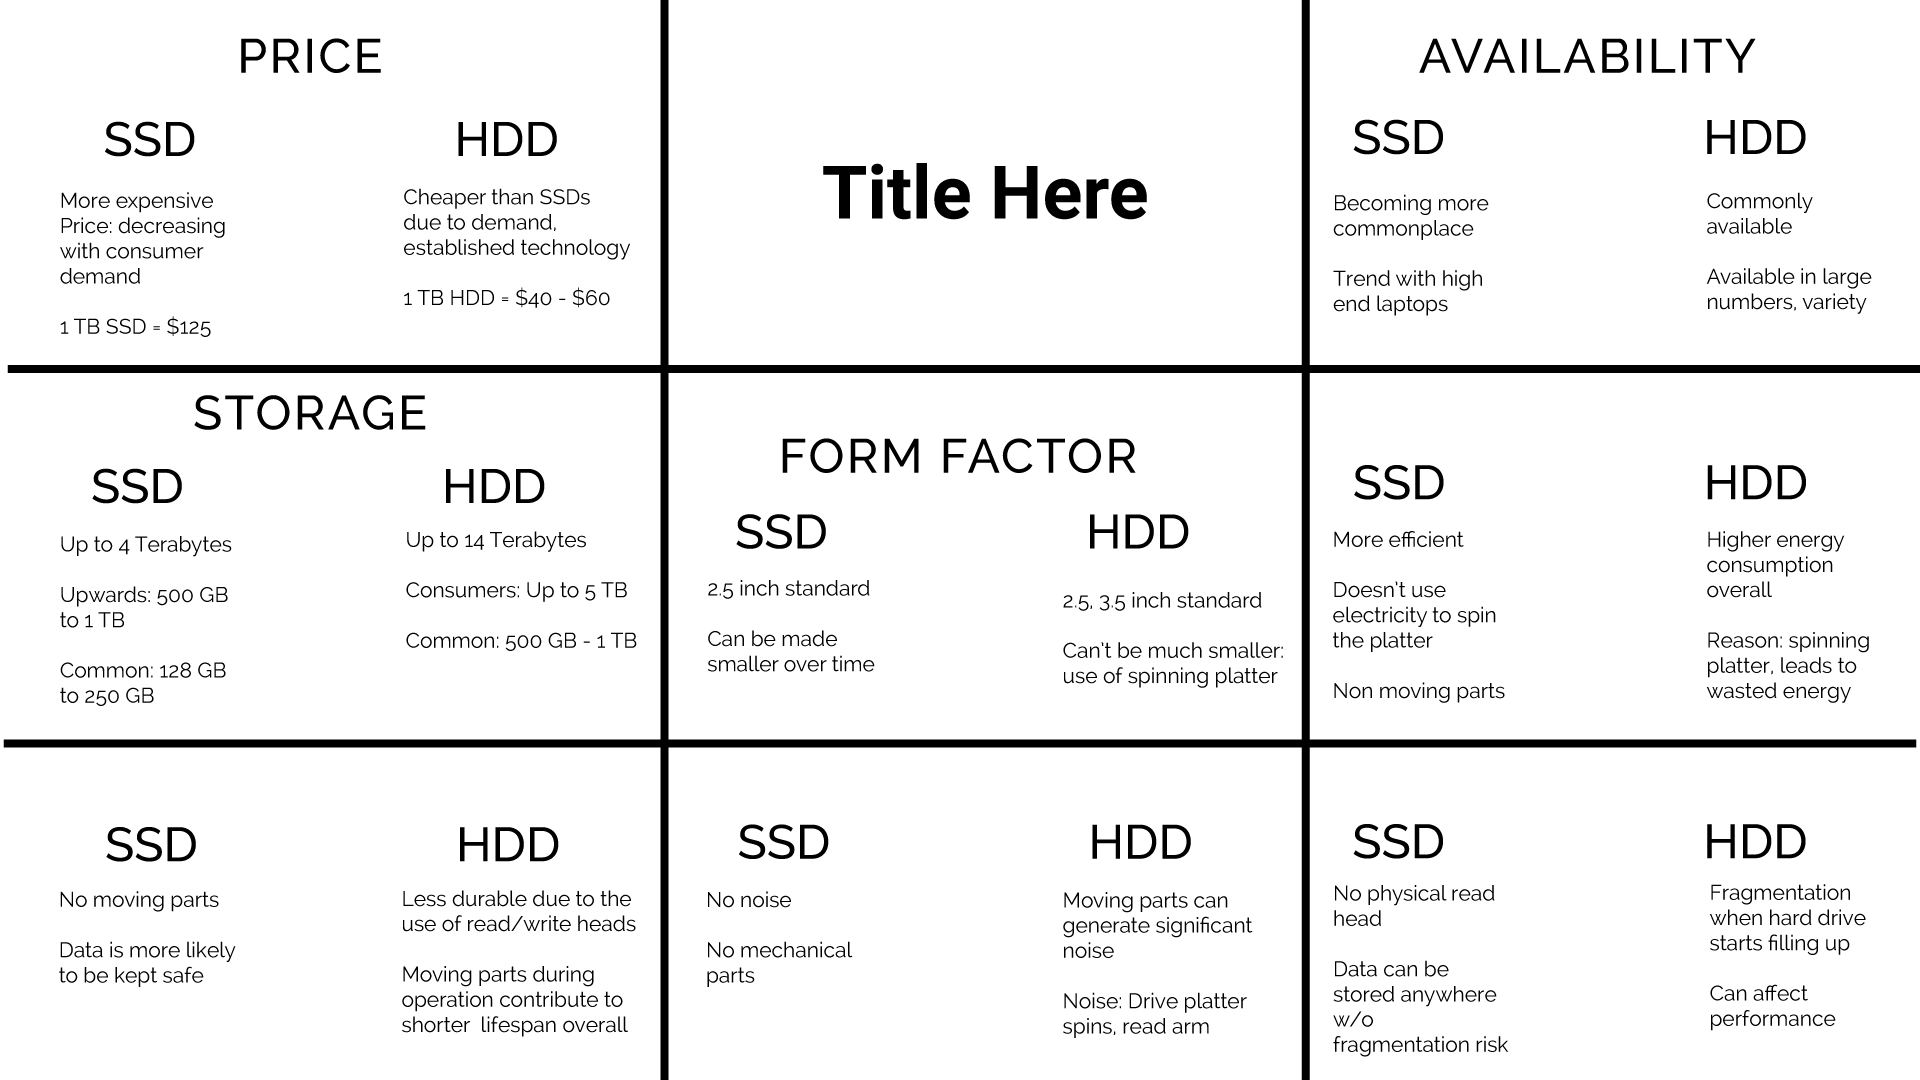 PRICE
SSD
More expensive
Price: decreasing
with consumer
demand
1 TB SSD = $125
HDD
Cheaper than SSDs
due to demand,
established technology
1 TB HDD = $40 - $60
Title Here
AVAILABILITY
SSD
Becoming more
commonplace
Trend with high
end laptops
HDD
Commonly
available
Available in large
numbers, variety
STORAGE
SSD
Up to 4 Terabytes
Upwards: 500 GB
to 1 TB
Common: 128 GB
to 250 GB
HDD
Up to 14 Terabytes
Consumers: Up to 5 TB
Common: 500 GB - 1 TB
FORM FACTOR
SSD
2.5 inch standard
Can be made
smaller over time
HDD
2.5, 3.5 inch standard
Can't be much smaller:
use of spinning platter
SSD
More efficient
Doesn't use
electricity to spin
the platter
Non moving parts
HDD
Higher energy
consumption
overall
Reason: spinning
platter, leads to
wasted energy
SSD
No moving parts
Data is more likely
to be kept safe
HDD
Less durable due to the
use of read/write heads
Moving parts during
operation contribute to
shorter lifespan overall
SSD
No noise
No mechanical
parts
HDD
Moving parts can
generate significant
noise
Noise: Drive platter
spins, read arm
SSD
No physical read
head
Data can be
stored anywhere
w/o
fragmentation risk
HDD
Fragmentation
when hard drive
starts filling up
Can affect
performance